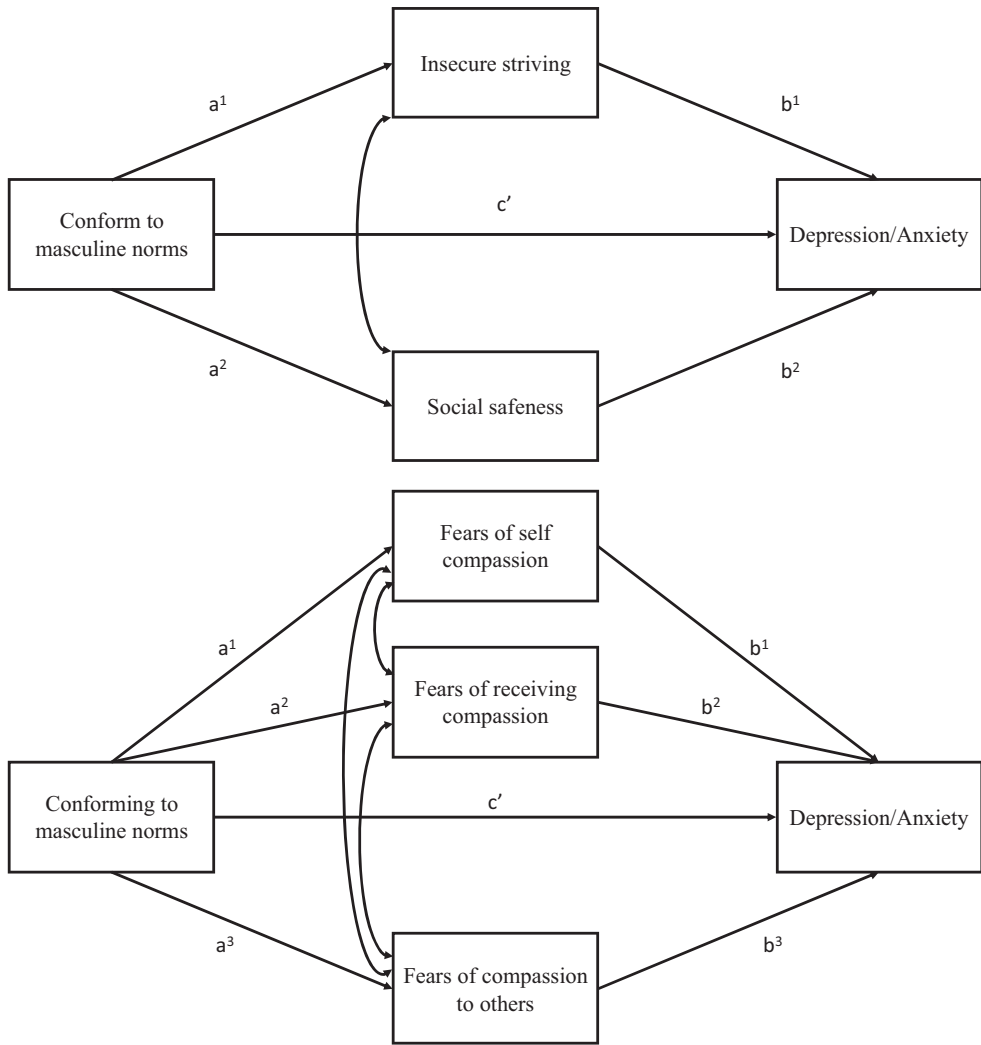 Insecure striving
a¹
b¹
Conform to
masculine norms
c’
Depression/Anxiety
a²
b²
Social safeness
Fears of self
compassion
a¹
b¹
Fears of receiving
compassion
a²
b²
Conforming to
masculine norms
c’
Depression/Anxiety
a³
b³
Fears of compassion
to others